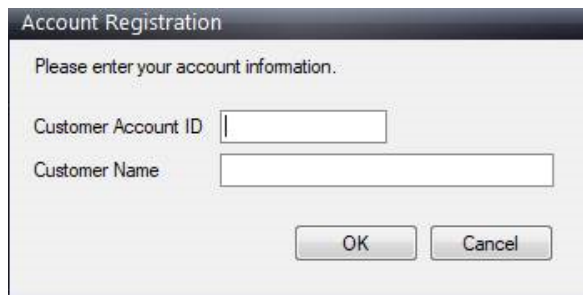 Account Registration
Please enter your account information.
Customer Account ID
Customer Name
OK Cancel